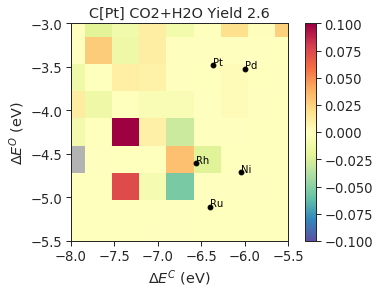 C[Pt] CO2+H2O Yield 2.6
−3.0
−3.5
−4.0
−4.5
−5.0
−5.5
ΔE^O (eV)
Pt
Pd
Rh
Ni
Ru
−8.0 −7.5 −7.0 −6.5 −6.0 −5.5
ΔE^C (eV)
0.100
0.075
0.050
0.025
0.000
−0.025
−0.050
−0.075
−0.100